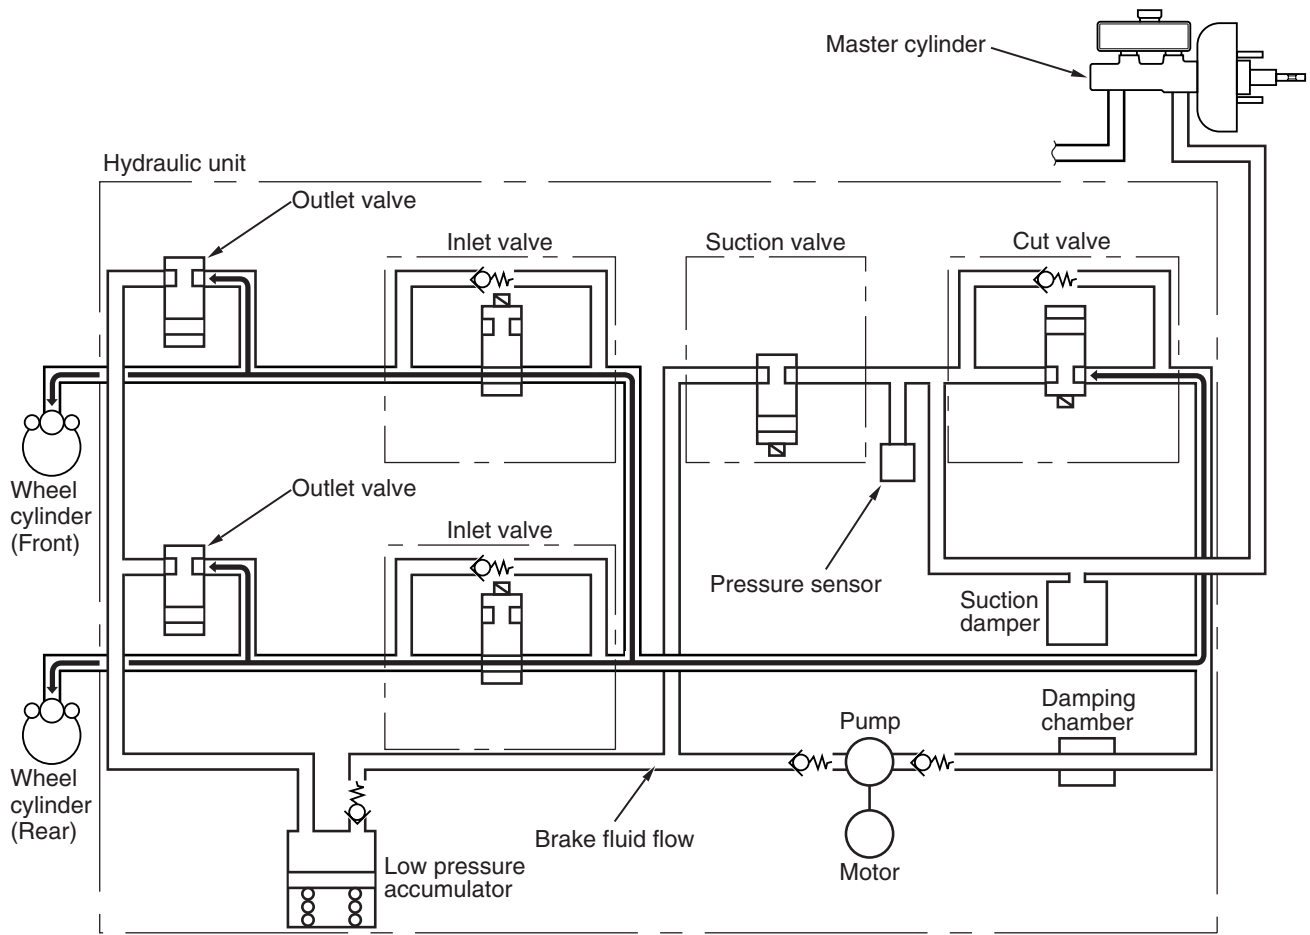 Master cylinder
Hydraulic unit
Outlet valve
Inlet valve
Suction valve
Cut valve
Wheel
cylinder
(Front)
Outlet valve
Inlet valve
Pressure sensor
Suction
damper
Damping
chamber
Pump
Wheel
cylinder
(Rear)
Brake fluid flow
Low pressure
accumulator
Motor